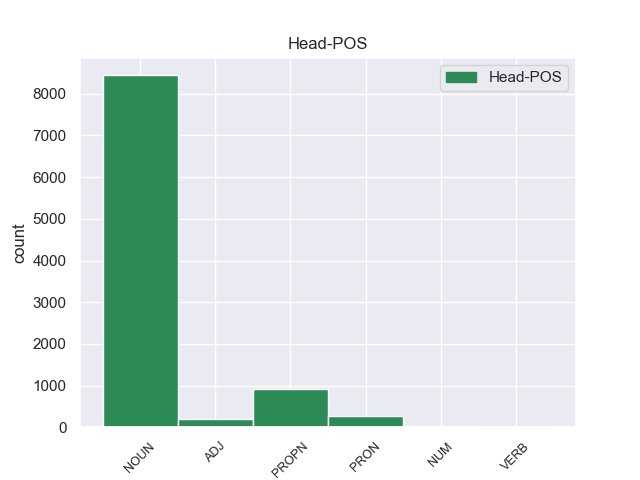 Head-POS
Head-POS
count
8000
7000
6000
5000
4000
3000
2000
1000
0
NOUN
ADJ
PROPN
PRON
NUM
VERB